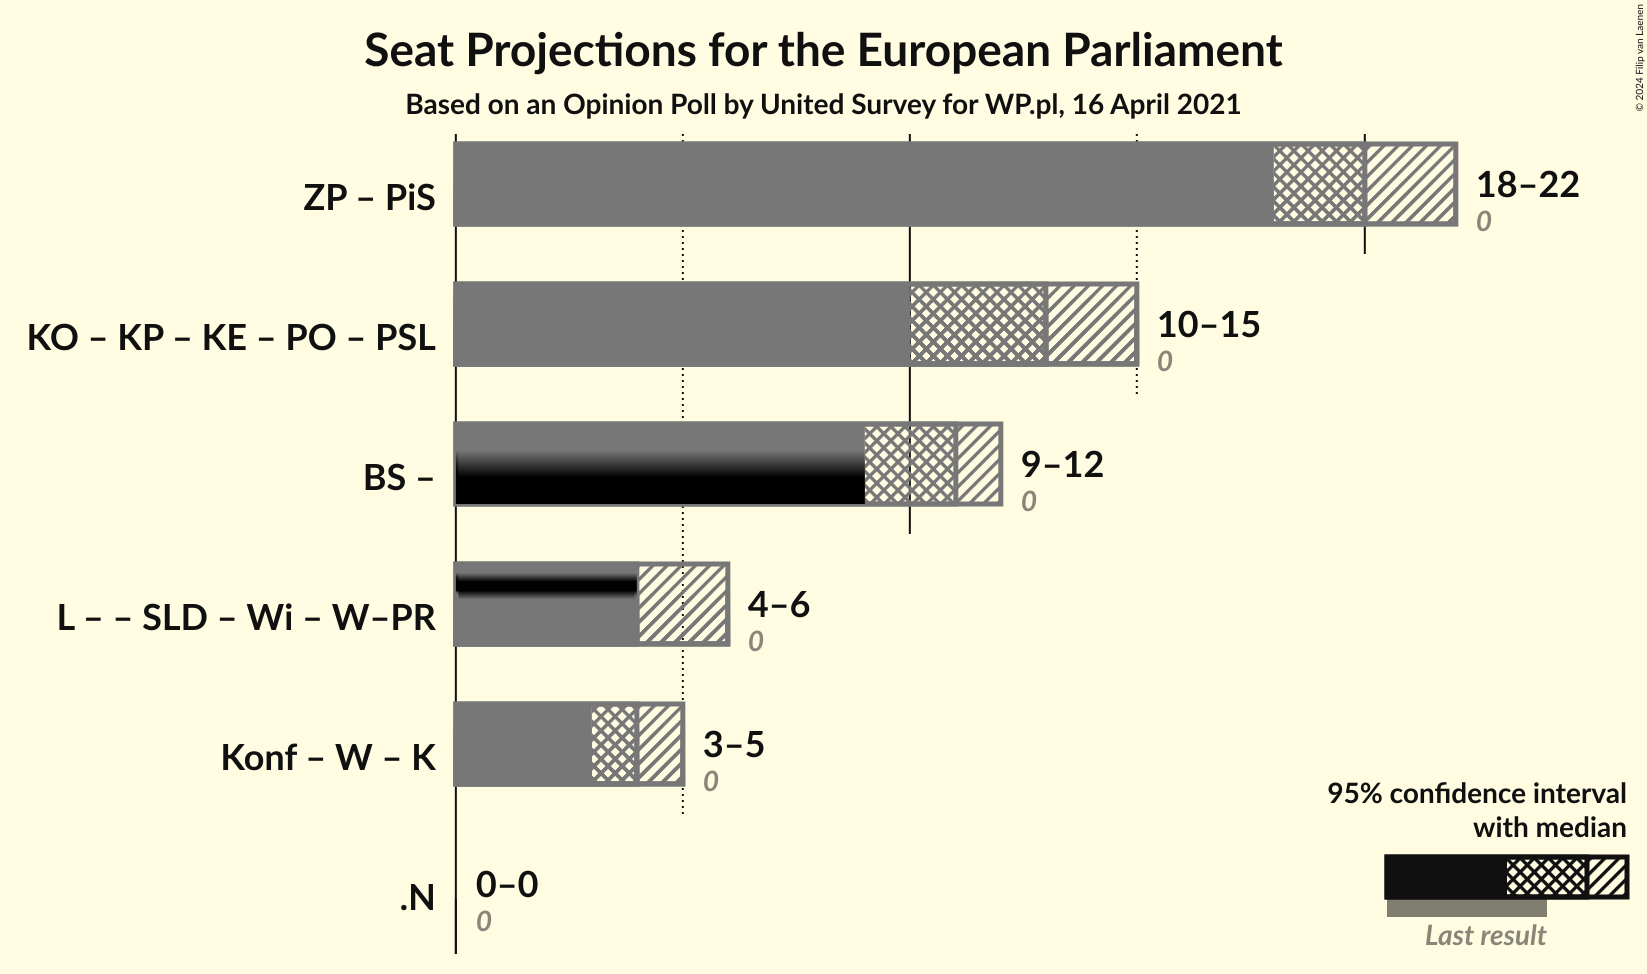 Seat Projections for the European Parliament
Based on an Opinion Poll by United Survey for WP.pl, 16 April 2021
© 2024 Filip van Laenen
ZP – PiS
18–22
0
KO – KP – KE – PO – PSL
10–15
0
BS –
9–12
0
L – – SLD – Wi – W–PR
4–6
0
Konf – W – K
3–5
0
.N
0–0
0
95% confidence interval
with median
Last result